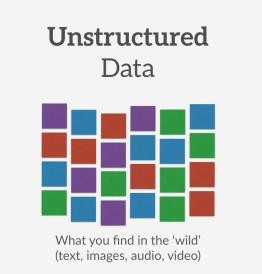 Unstructured
Data
What you find in the ‘wild’
(text, images, audio, video)